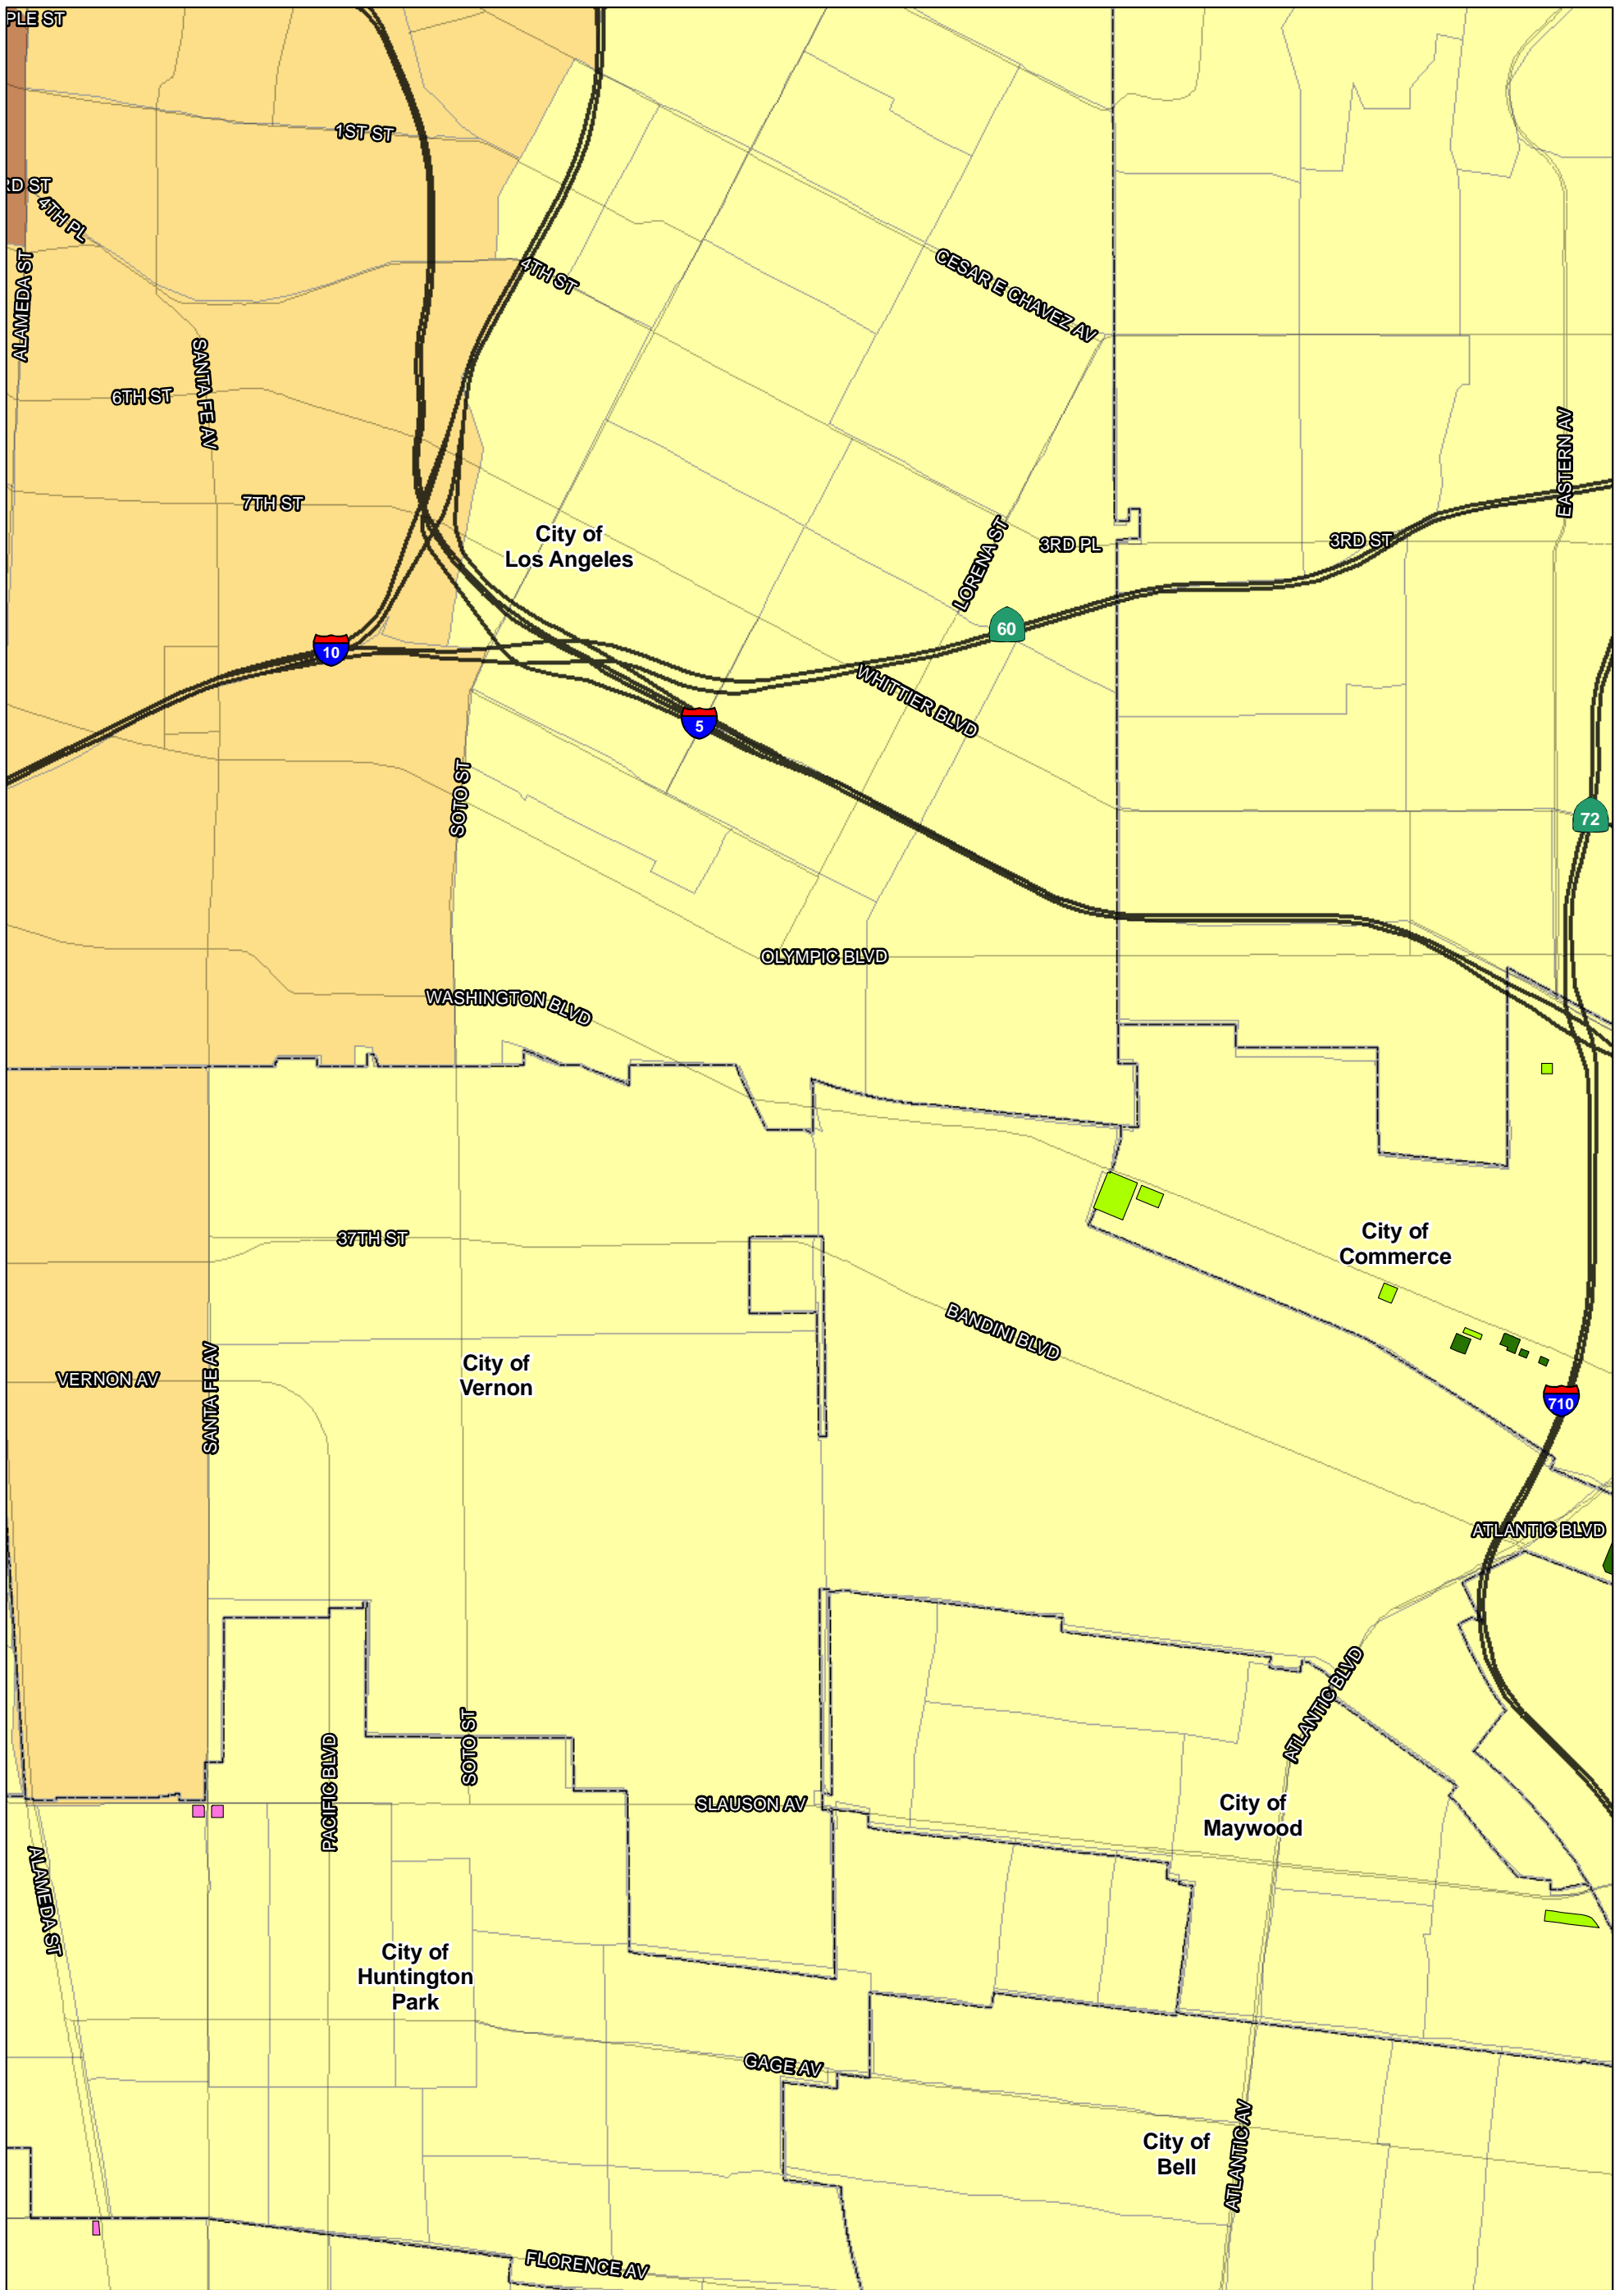 PLE ST
1ST ST
RD ST
4TH PL
ALAMEDA ST
4TH ST
CESAR E CHAVEZ AV
SANTA FE AV
6TH ST
EASTERN AV
7TH ST
City of
Los Angeles
LORENA ST
3RD PL
3RD ST
60
10
WHITTIER BLVD
5
SOTO ST
72
OLYMPIC BLVD
WASHINGTON BLVD
37TH ST
City of
Commerce
BANDINI BLVD
VERNON AV
SANTA FE AV
City of
Vernon
710
ATLANTIC BLVD
ATLANTIC BLVD
SOTO ST
PACIFIC BLVD
SLAUSON AV
City of
Maywood
ALAMEDA ST
City of
Huntington
Park
GAGE AV
City of
Bell
ATLANTIC AV
FLORENCE AV